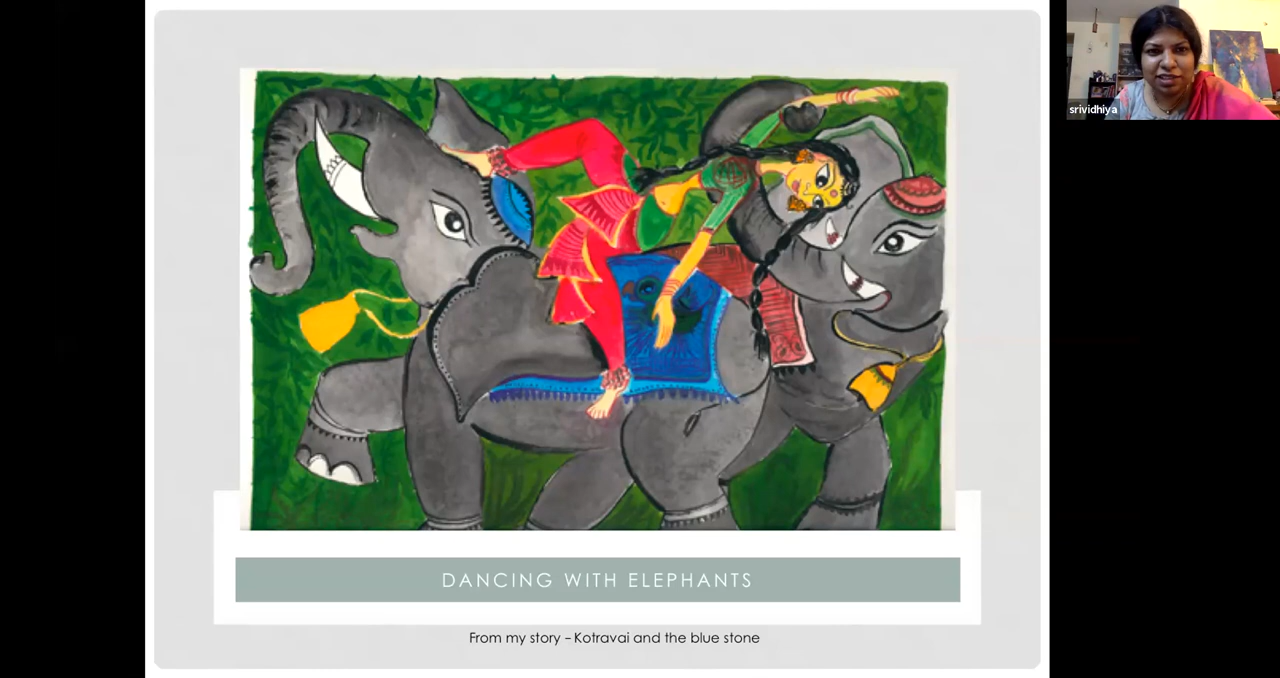 srividhiya
DANCING WITH ELEPHANTS
From my story – Kotravai and the blue stone